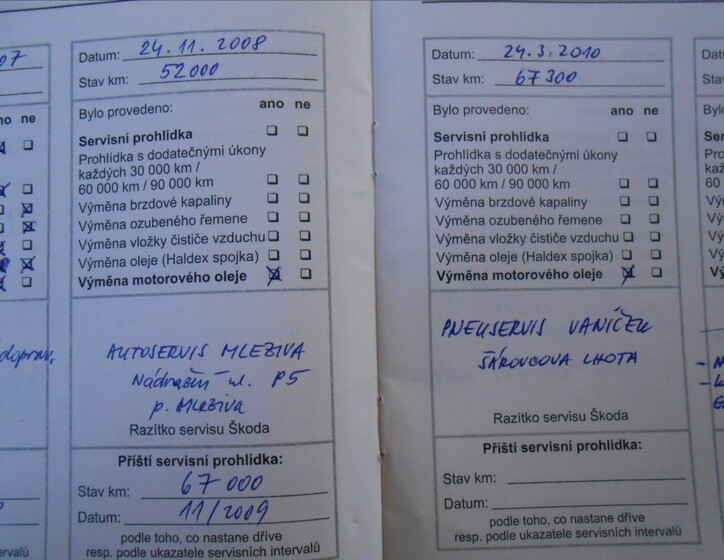 07
no ne
doprav.
ervalů
Datum: 24.11.2008
Stav km: 52000
Bylo provedeno: ano ne
Servisní prohlídka
Prohlídka s dodatečnými úkony
každých 30 000 km /
60 000 km / 90 000 km
Výměna brzdové kapaliny
Výměna ozubeného řemene
Výměna vložky čističe vzduchu
Výměna oleje (Haldex spojka)
Výměna motorového oleje
AUTOSERVIS MLEZIVA
Nádražní ul. P5
p. MLEZIVA
Razítko servisu Škoda
Příští servisní prohlídka:
Stav km: 67 000
Datum: 11/2009
podle toho, co nastane dříve
resp. podle ukazatele servisních intervalů
Datum: 24.3.2010
Stav km: 67 300
Bylo provedeno: ano ne
Servisní prohlídka
Prohlídka s dodatečnými úkony
každých 30 000 km /
60 000 km / 90 000 km
Výměna brzdové kapaliny
Výměna ozubeného řemene
Výměna vložky čističe vzduchu
Výměna oleje (Haldex spojka)
Výměna motorového oleje
PNEUSERVIS VANÍČEK
ŠÁROVCOVA LHOTA
Razítko servisu Škoda
Příští servisní prohlídka:
Stav km:
Datum:
podle toho, co nastane dříve
resp. podle ukazatele servisních intervalů